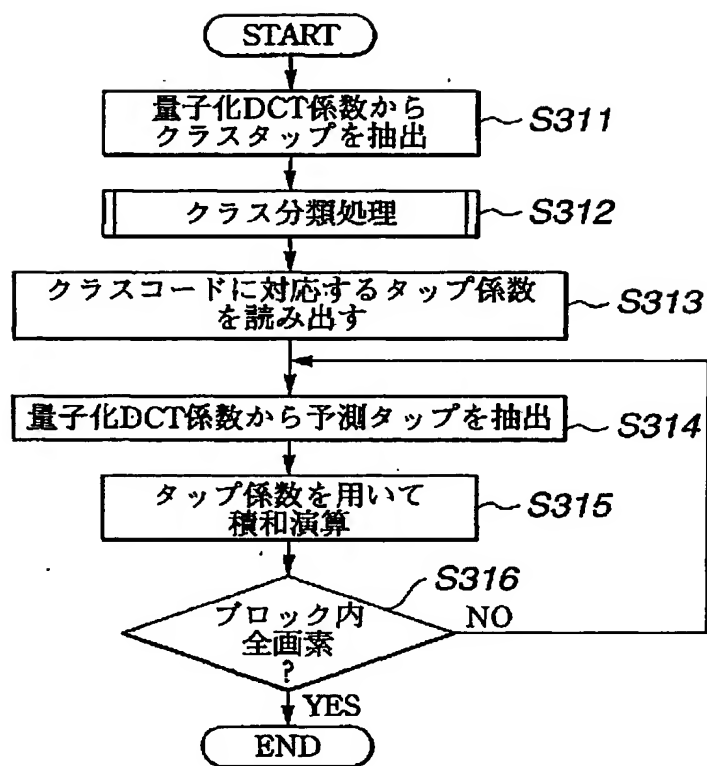 START
量子化DCT係数から
クラスタップを抽出
S311
クラス分類処理
S312
クラスコードに対応するタップ係数
を読み出す
S313
量子化DCT係数から予測タップを抽出
S314
タップ係数を用いて
積和演算
S315
S316
ブロック内
全画素
?
NO
YES
END